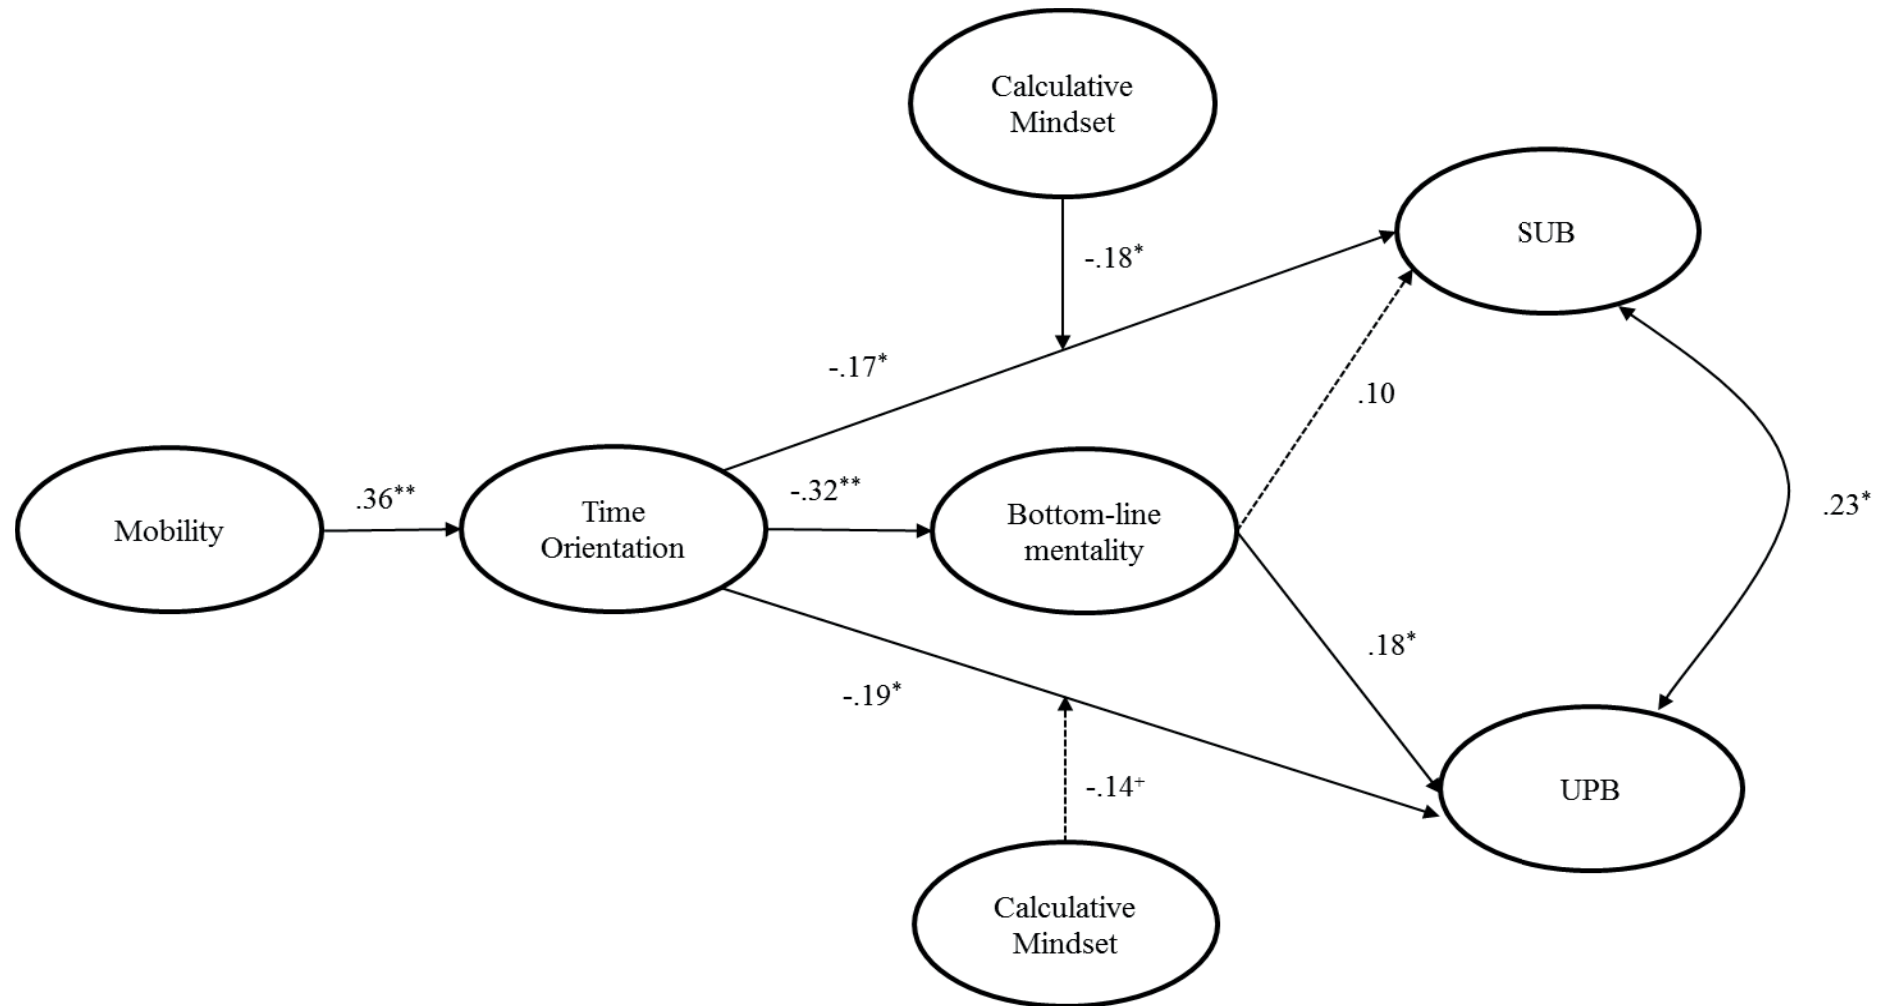 Calculative
Mindset
SUB
-.18*
-.17*
.10
.36**
-.32**
.23*
Mobility
Time
Orientation
Bottom-line
mentality
.18*
-.19*
-.14+
UPB
Calculative
Mindset